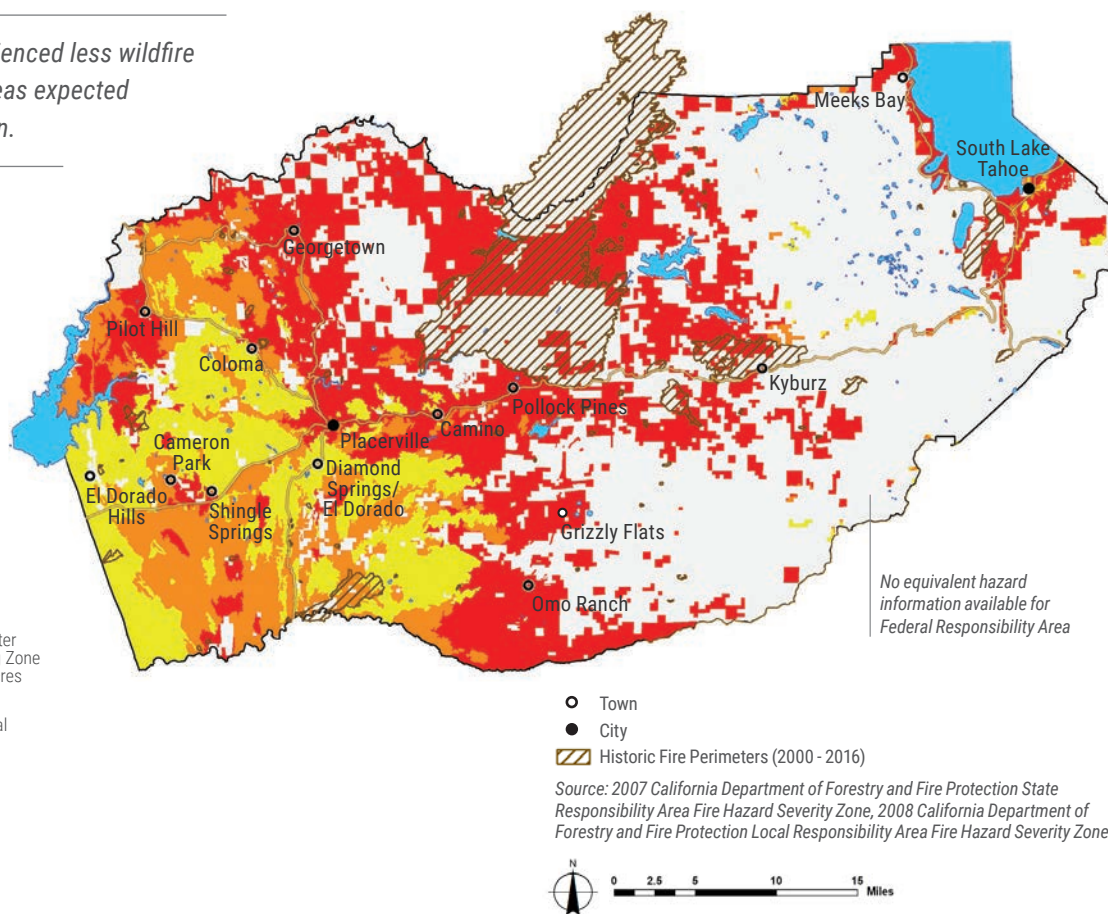 enced less wildfire
eas expected
n.
Meeks Bay
South Lake
Tahoe
Georgetown
Pilot Hill
Coloma
Kyburz
Pollock Pines
Camino
Placerville
Cameron
Park
Diamond
Springs/
El Dorado
El Dorado
Hills
Shingle
Springs
Grizzly Flats
Omo Ranch
No equivalent hazard
information available for
Federal Responsibility Area
ter
Zone
res
al
Town
City
Historic Fire Perimeters (2000 - 2016)
Source: 2007 California Department of Forestry and Fire Protection State
Responsibility Area Fire Hazard Severity Zone, 2008 California Department of
Forestry and Fire Protection Local Responsibility Area Fire Hazard Severity Zone
N
0 2.5 5 10 15 Miles